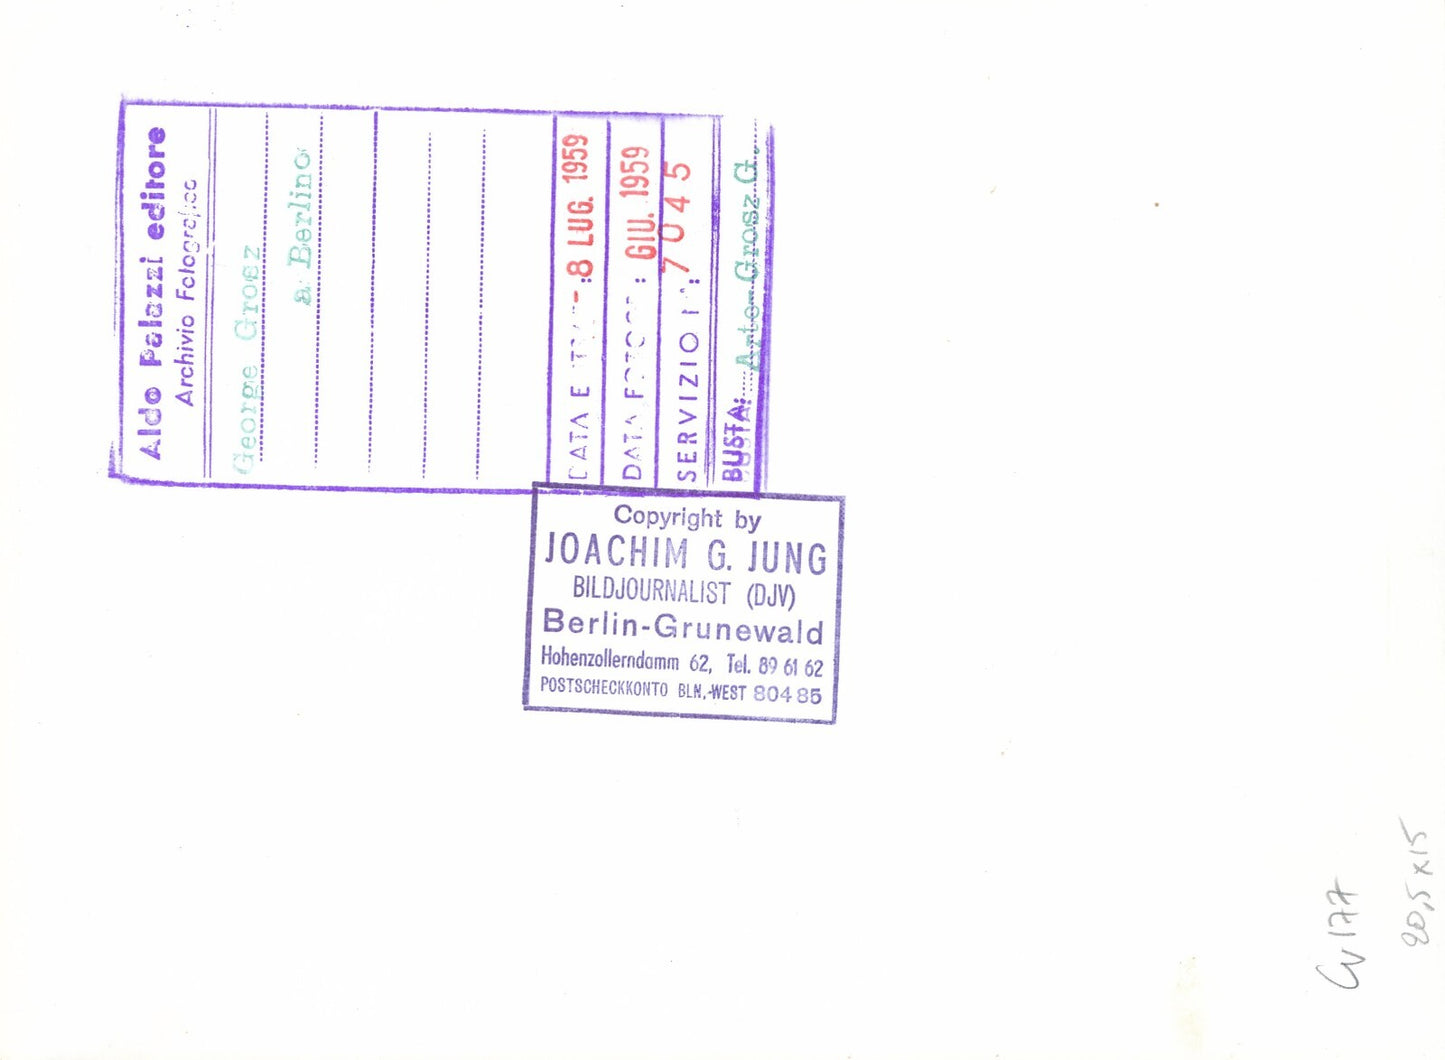 Aldo Palazzi editore
Archivio Fotografico
George Grosz
a Berlino
DATA E : - 8 LUG. 1959
DATA : GIU. 1959
SERVIZIO N.: 7045
BUSTA: Arte-Grosz G.
Copyright by
JOACHIM G. JUNG
BILDJOURNALIST (DJV)
Berlin-Grunewald
Hohenzollerndamm 62, Tel. 89 61 62
POSTSCHECKKONTO BLN.-WEST 804 85
20,5 x 15